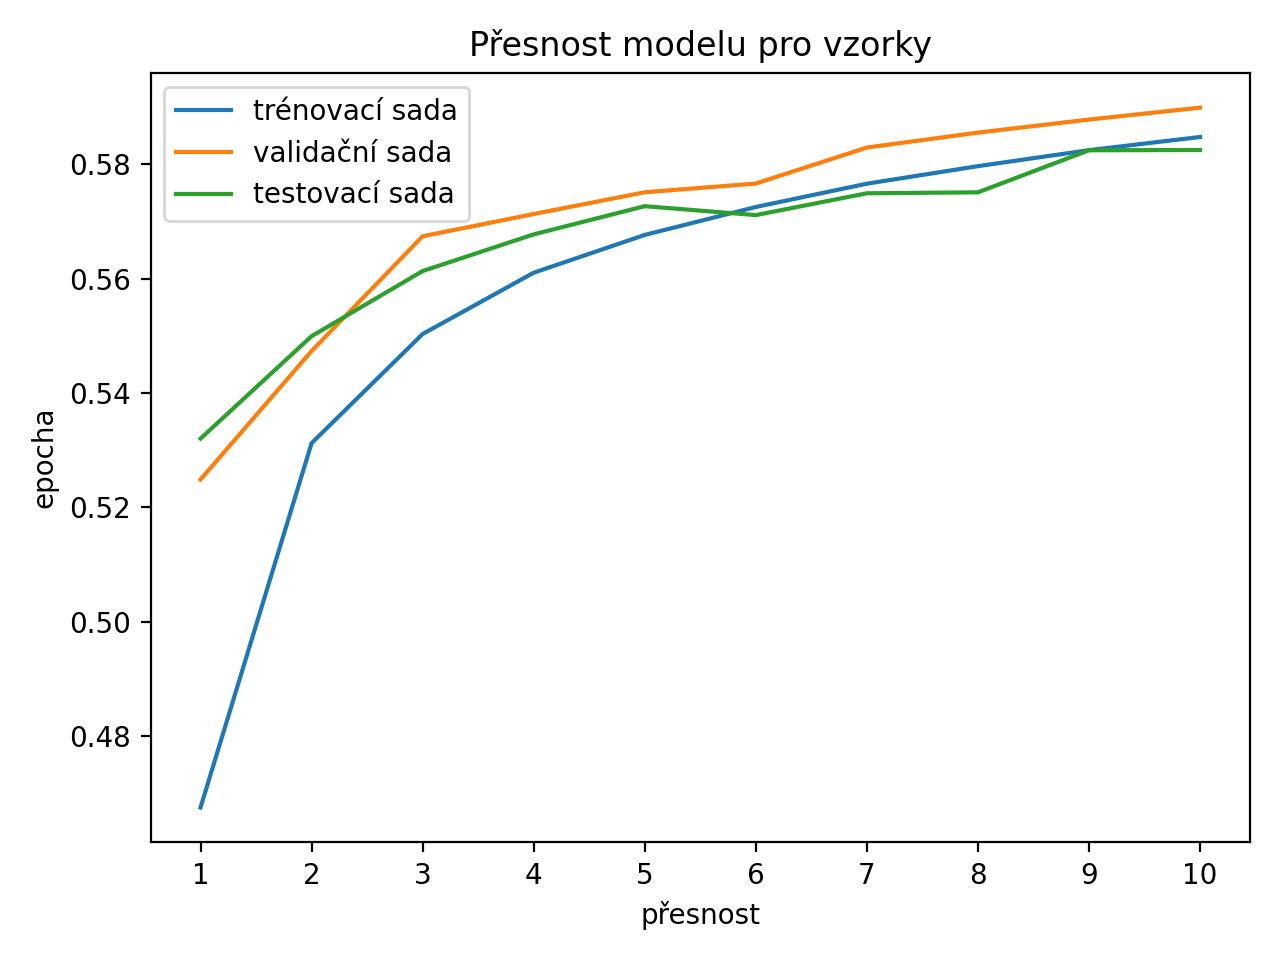 Přesnost modelu pro vzorky
trénovací sada
validační sada
testovací sada
0.58
0.56
0.54
0.52
0.50
0.48
epocha
1 2 3 4 5 6 7 8 9 10
přesnost